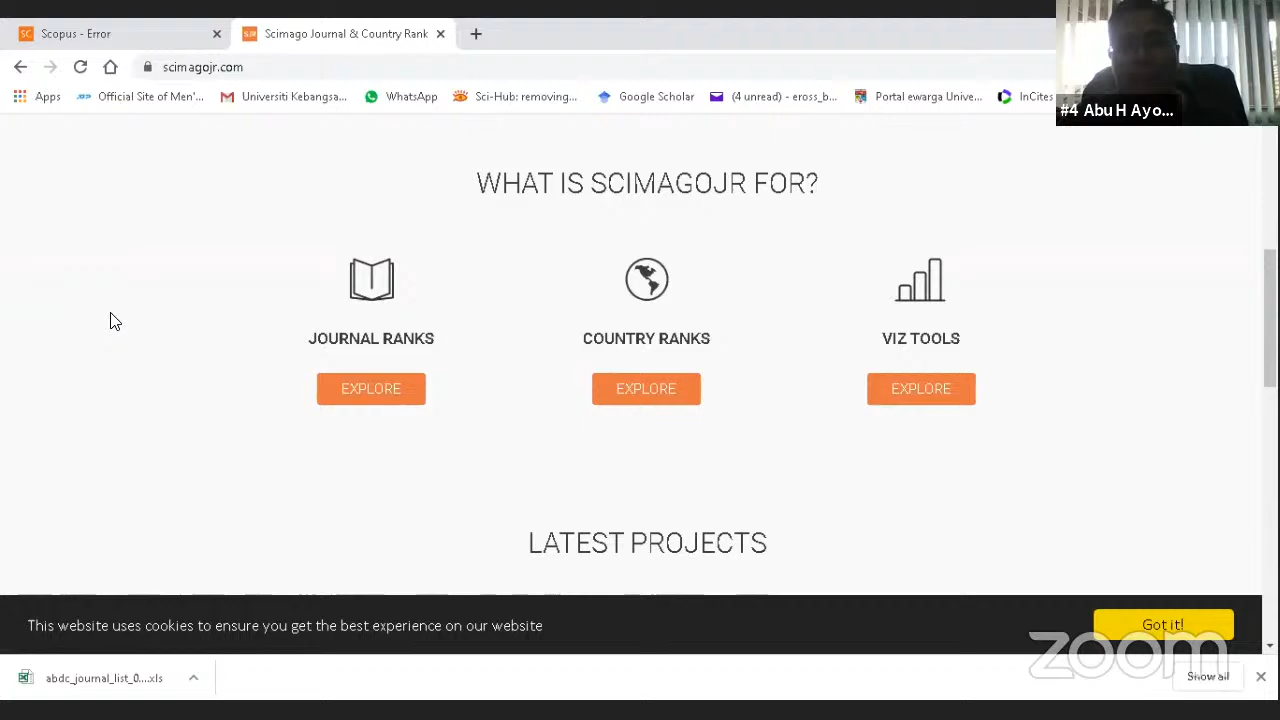 SC Scopus - Error
SJR Scimago Journal & Country Rank
scimagojr.com
Apps
Official Site of Men'...
Universiti Kebangsa...
WhatsApp
Sci-Hub: removing...
Google Scholar
(4 unread) - eross_b...
Portal ewarga Unive...
InCites
#4 Abu H Ayo...
WHAT IS SCIMAGOJR FOR?
JOURNAL RANKS
COUNTRY RANKS
VIZ TOOLS
EXPLORE
EXPLORE
EXPLORE
LATEST PROJECTS
This website uses cookies to ensure you get the best experience on our website
Got it!
zoom
abdc_journal_list_0....xls
Show all